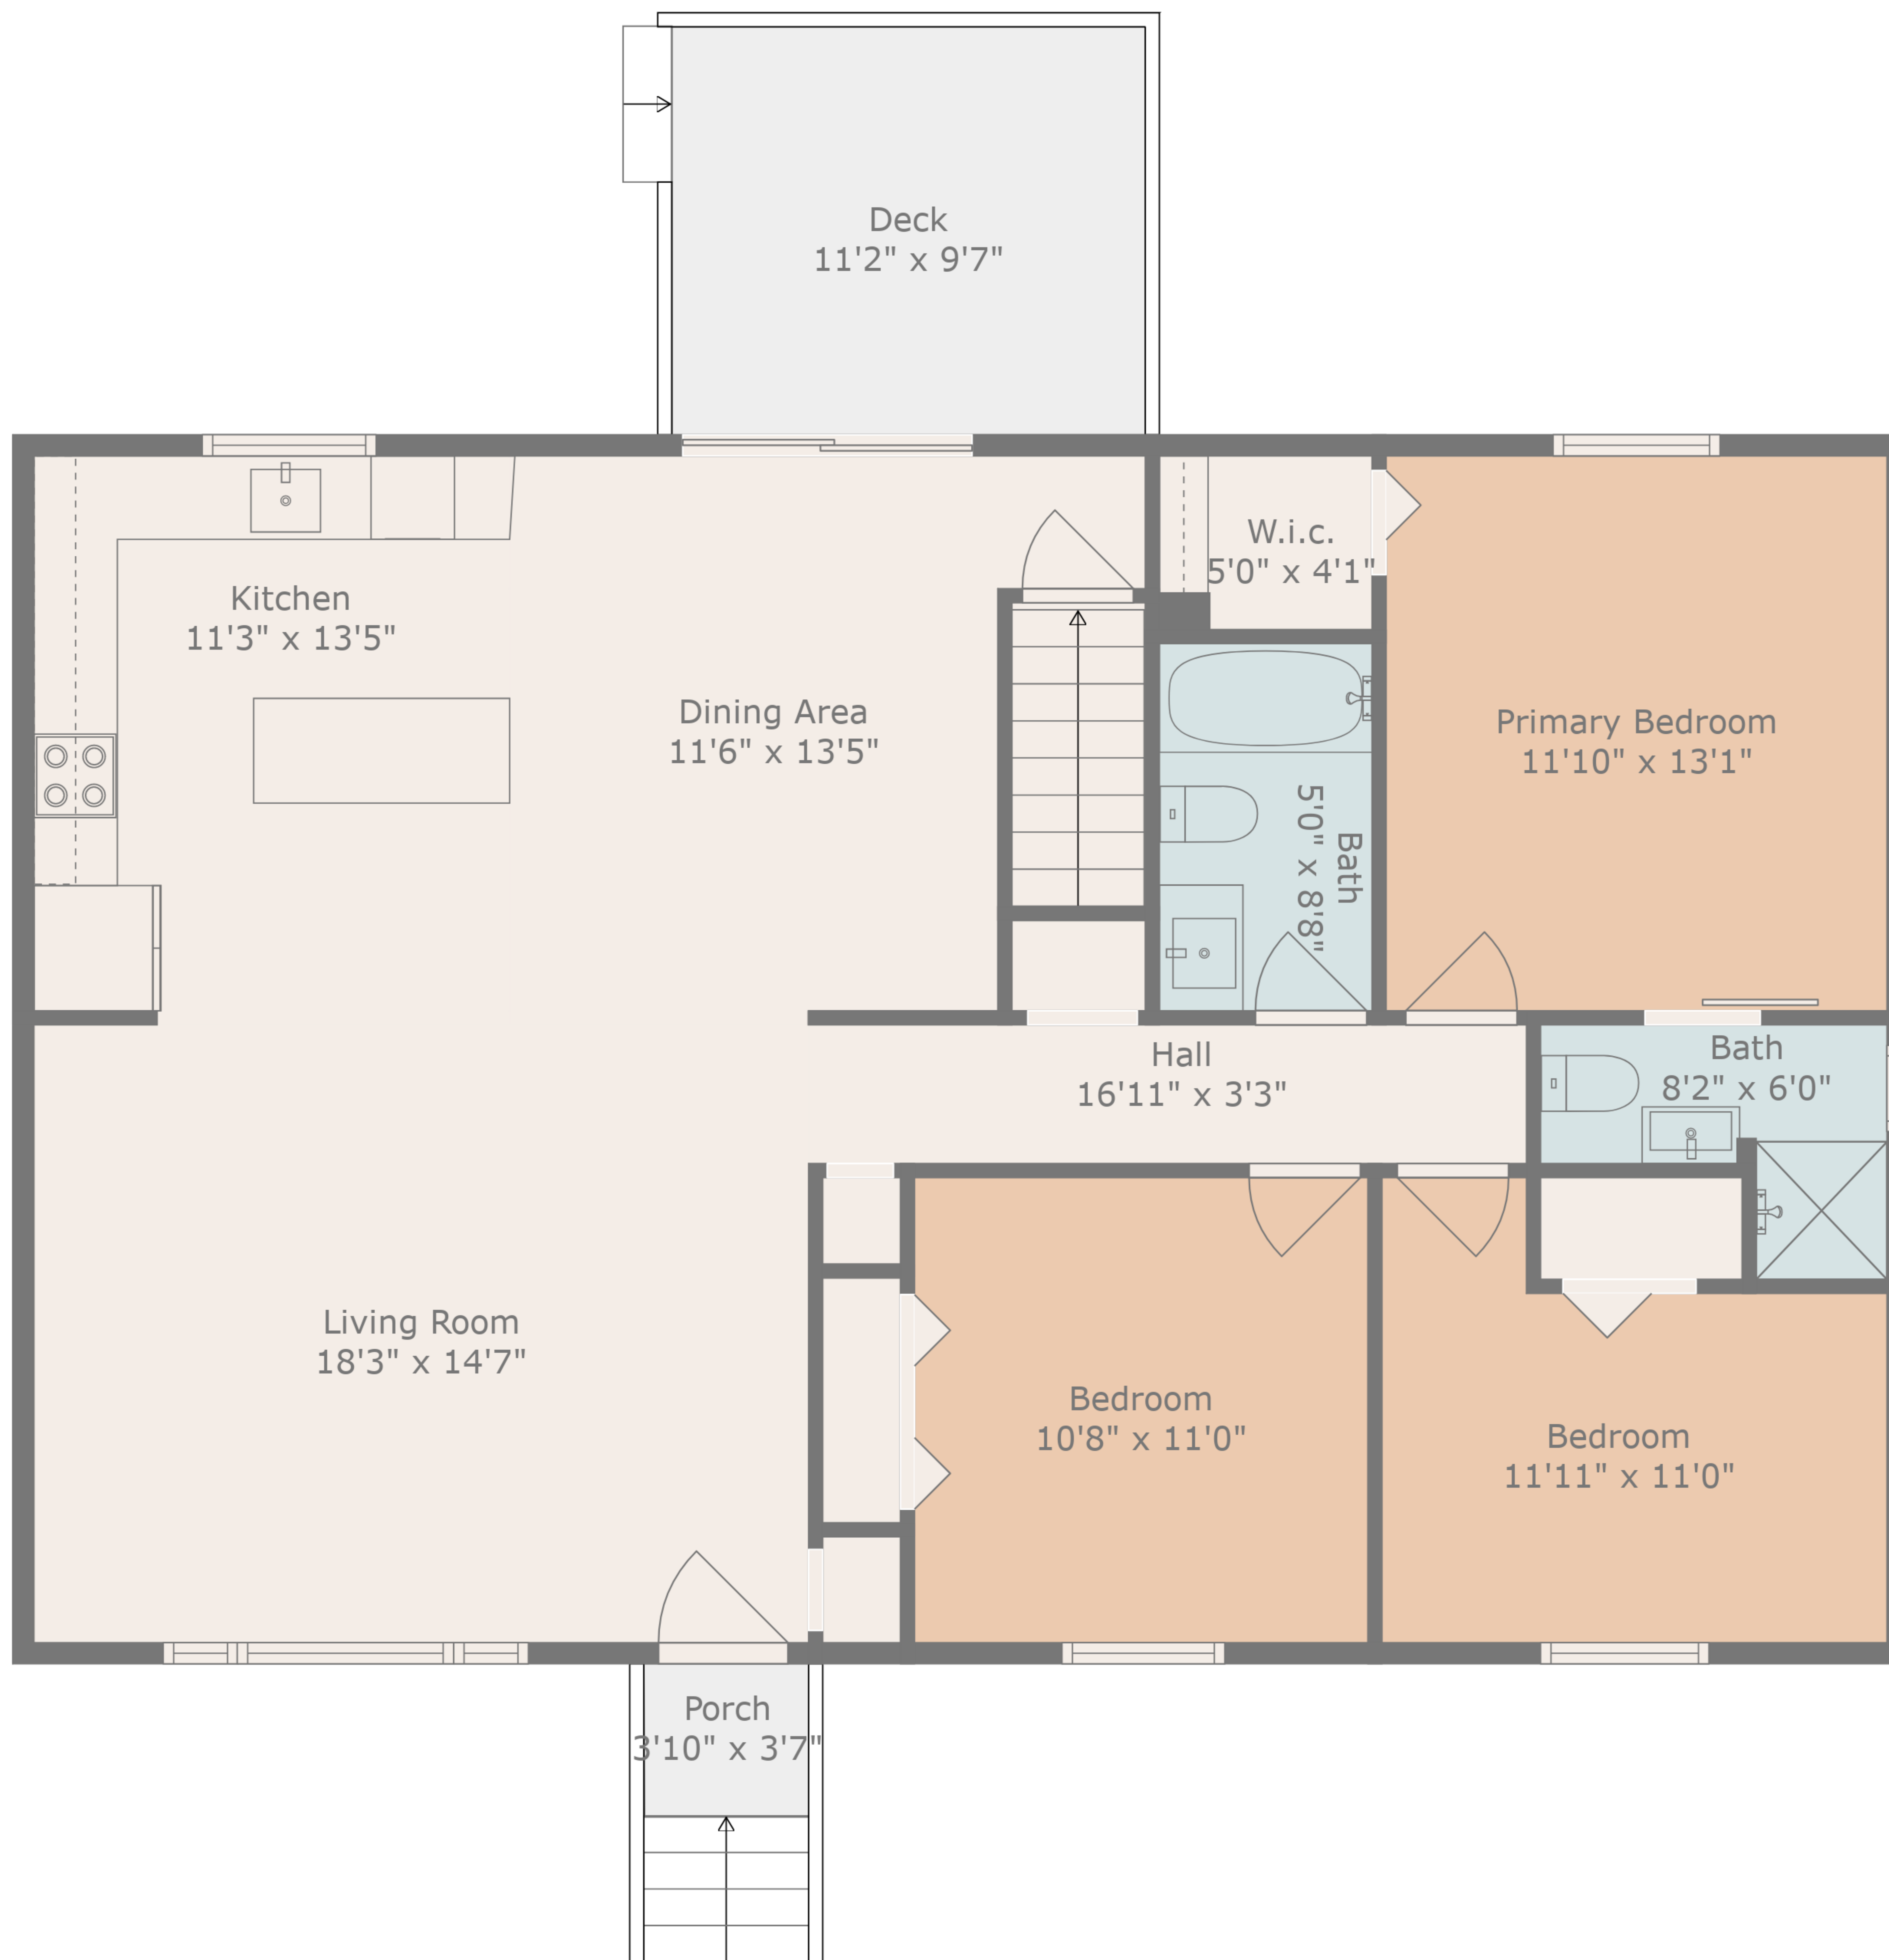 Deck
11'2" x 9'7"
W.i.c.
5'0" x 4'1"
Kitchen
11'3" x 13'5"
Dining Area
11'6" x 13'5"
Primary Bedroom
11'10" x 13'1"
Bath
5'0" x 8'8"
Hall
16'11" x 3'3"
Bath
8'2" x 6'0"
Living Room
18'3" x 14'7"
Bedroom
10'8" x 11'0"
Bedroom
11'11" x 11'0"
Porch
3'10" x 3'7"